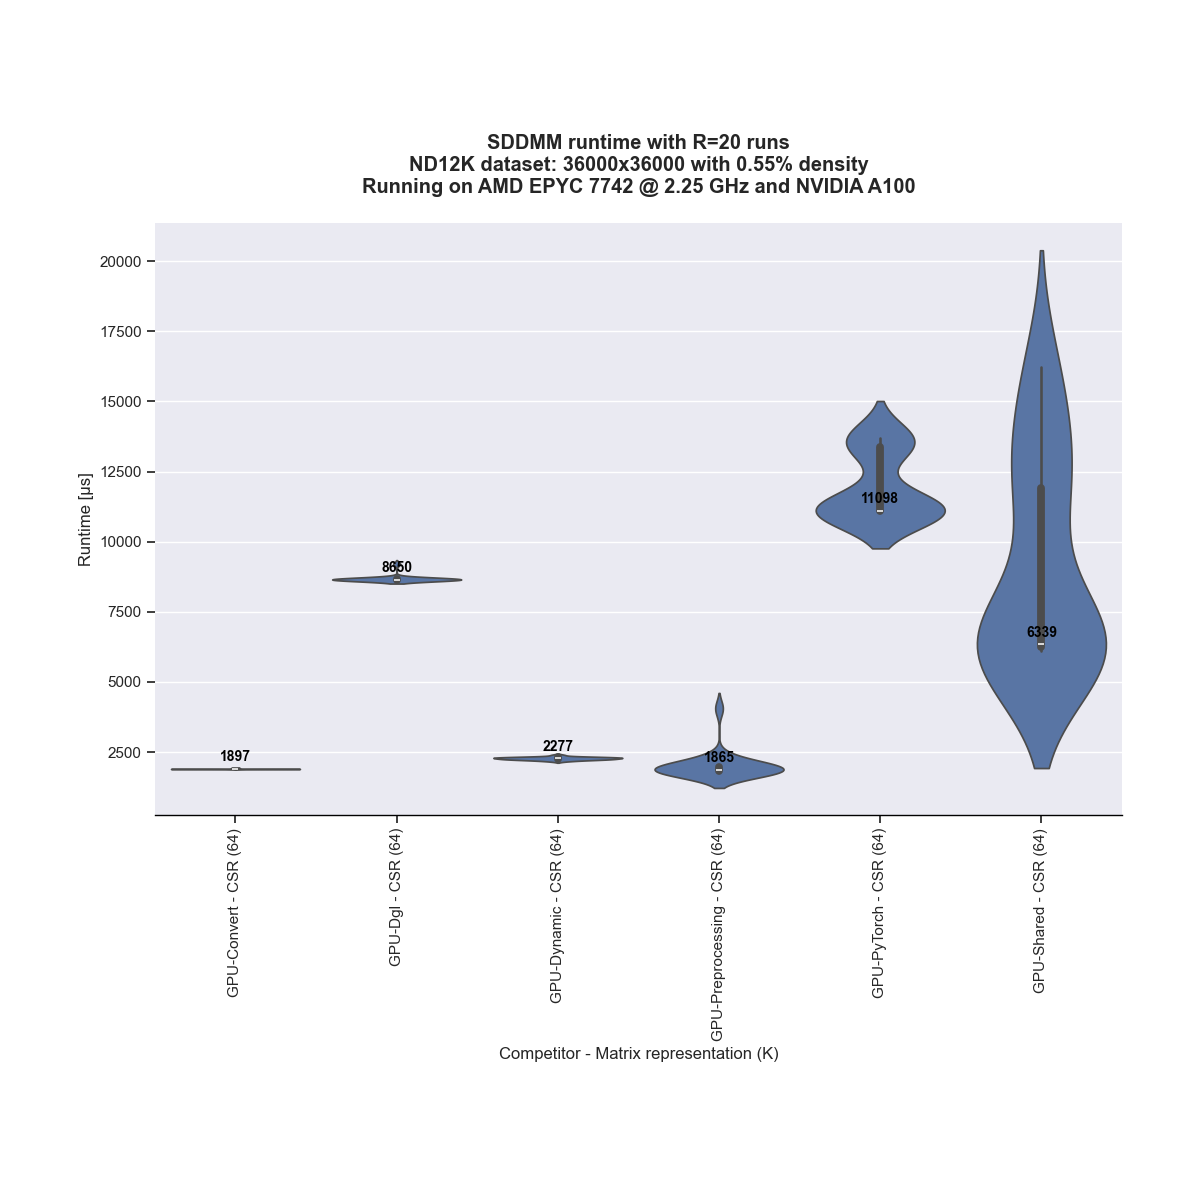 SDDMM runtime with R=20 runs
ND12K dataset: 36000x36000 with 0.55% density
Running on AMD EPYC 7742 @ 2.25 GHz and NVIDIA A100
Runtime [µs]
20000
17500
15000
12500
10000
7500
5000
2500
1897
8650
2277
1865
11098
6339
GPU-Convert - CSR (64)
GPU-Dgl - CSR (64)
GPU-Dynamic - CSR (64)
GPU-Preprocessing - CSR (64)
GPU-PyTorch - CSR (64)
GPU-Shared - CSR (64)
Competitor - Matrix representation (K)